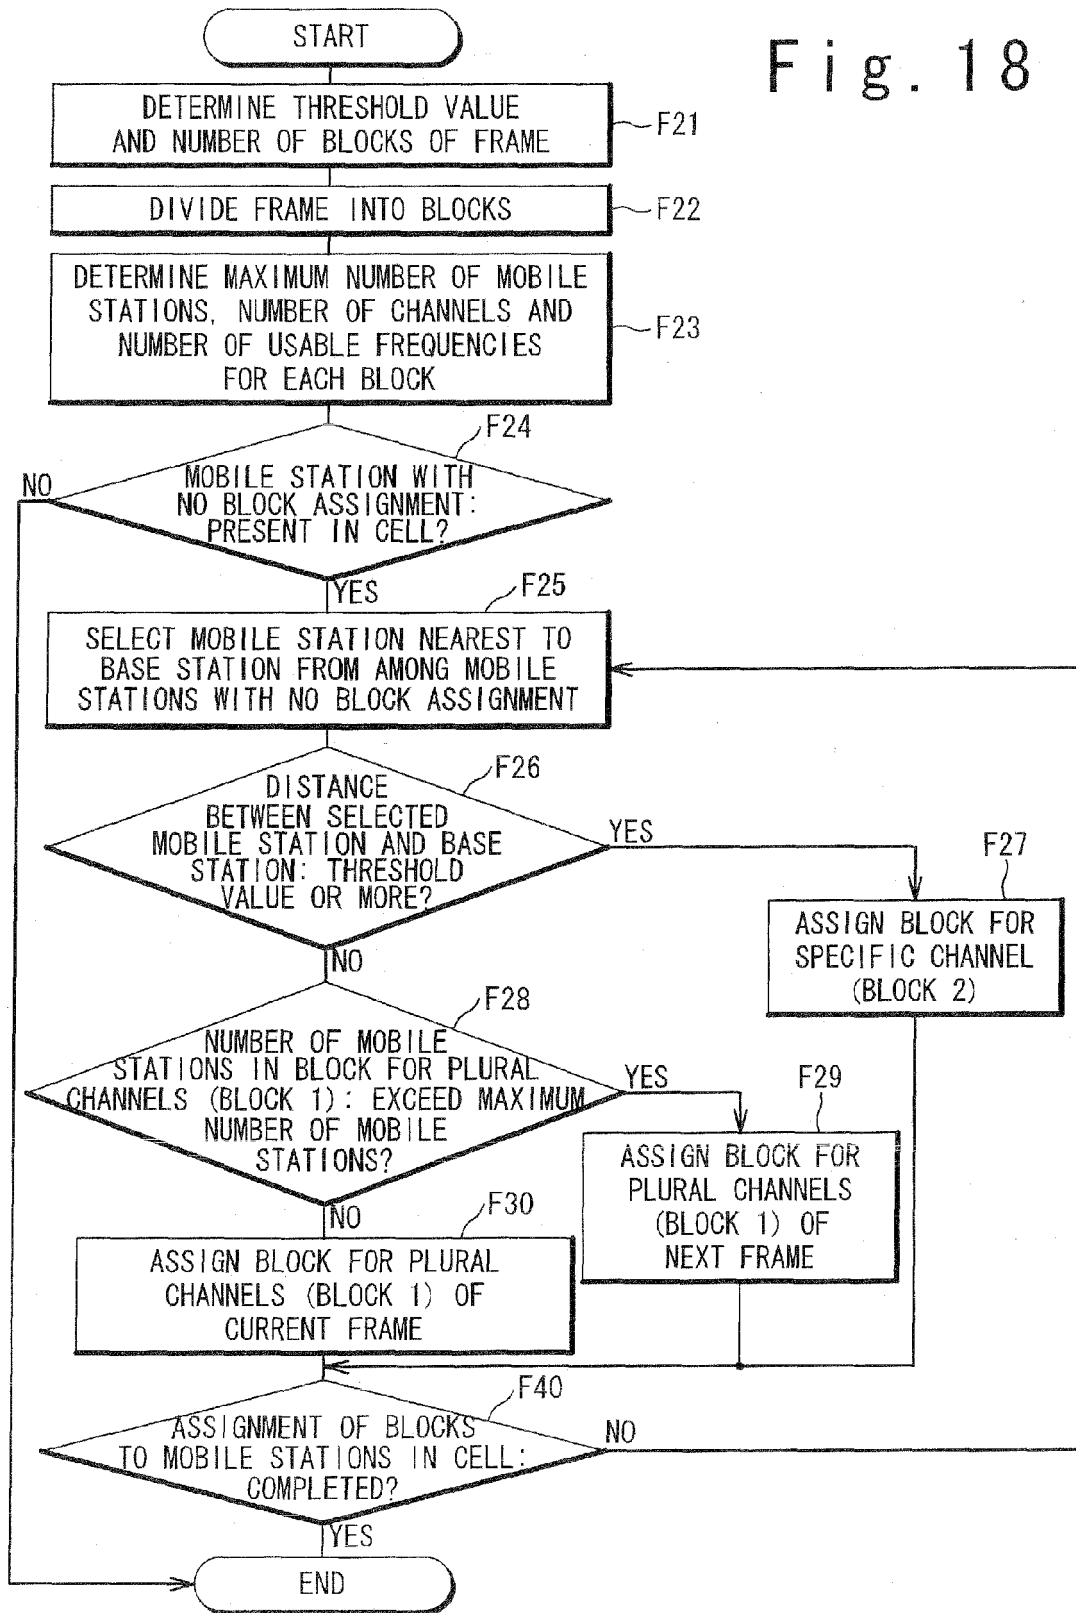 START
Fig. 18
DETERMINE THRESHOLD VALUE
AND NUMBER OF BLOCKS OF FRAME
F21
DIVIDE FRAME INTO BLOCKS
F22
DETERMINE MAXIMUM NUMBER OF MOBILE
STATIONS, NUMBER OF CHANNELS AND
NUMBER OF USABLE FREQUENCIES
FOR EACH BLOCK
F23
F24
NO
MOBILE STATION WITH
NO BLOCK ASSIGNMENT:
PRESENT IN CELL?
YES
F25
SELECT MOBILE STATION NEAREST TO
BASE STATION FROM AMONG MOBILE
STATIONS WITH NO BLOCK ASSIGNMENT
F26
DISTANCE
BETWEEN SELECTED
MOBILE STATION AND BASE
STATION: THRESHOLD
VALUE OR MORE?
YES
F27
ASSIGN BLOCK FOR
SPECIFIC CHANNEL
(BLOCK 2)
NO
F28
NUMBER OF MOBILE
STATIONS IN BLOCK FOR PLURAL
CHANNELS (BLOCK 1): EXCEED MAXIMUM
NUMBER OF MOBILE
STATIONS?
YES
F29
ASSIGN BLOCK FOR
PLURAL CHANNELS
(BLOCK 1) OF
NEXT FRAME
NO
F30
ASSIGN BLOCK FOR PLURAL
CHANNELS (BLOCK 1) OF
CURRENT FRAME
F40
ASSIGNMENT OF BLOCKS
TO MOBILE STATIONS IN CELL:
COMPLETED?
NO
YES
END